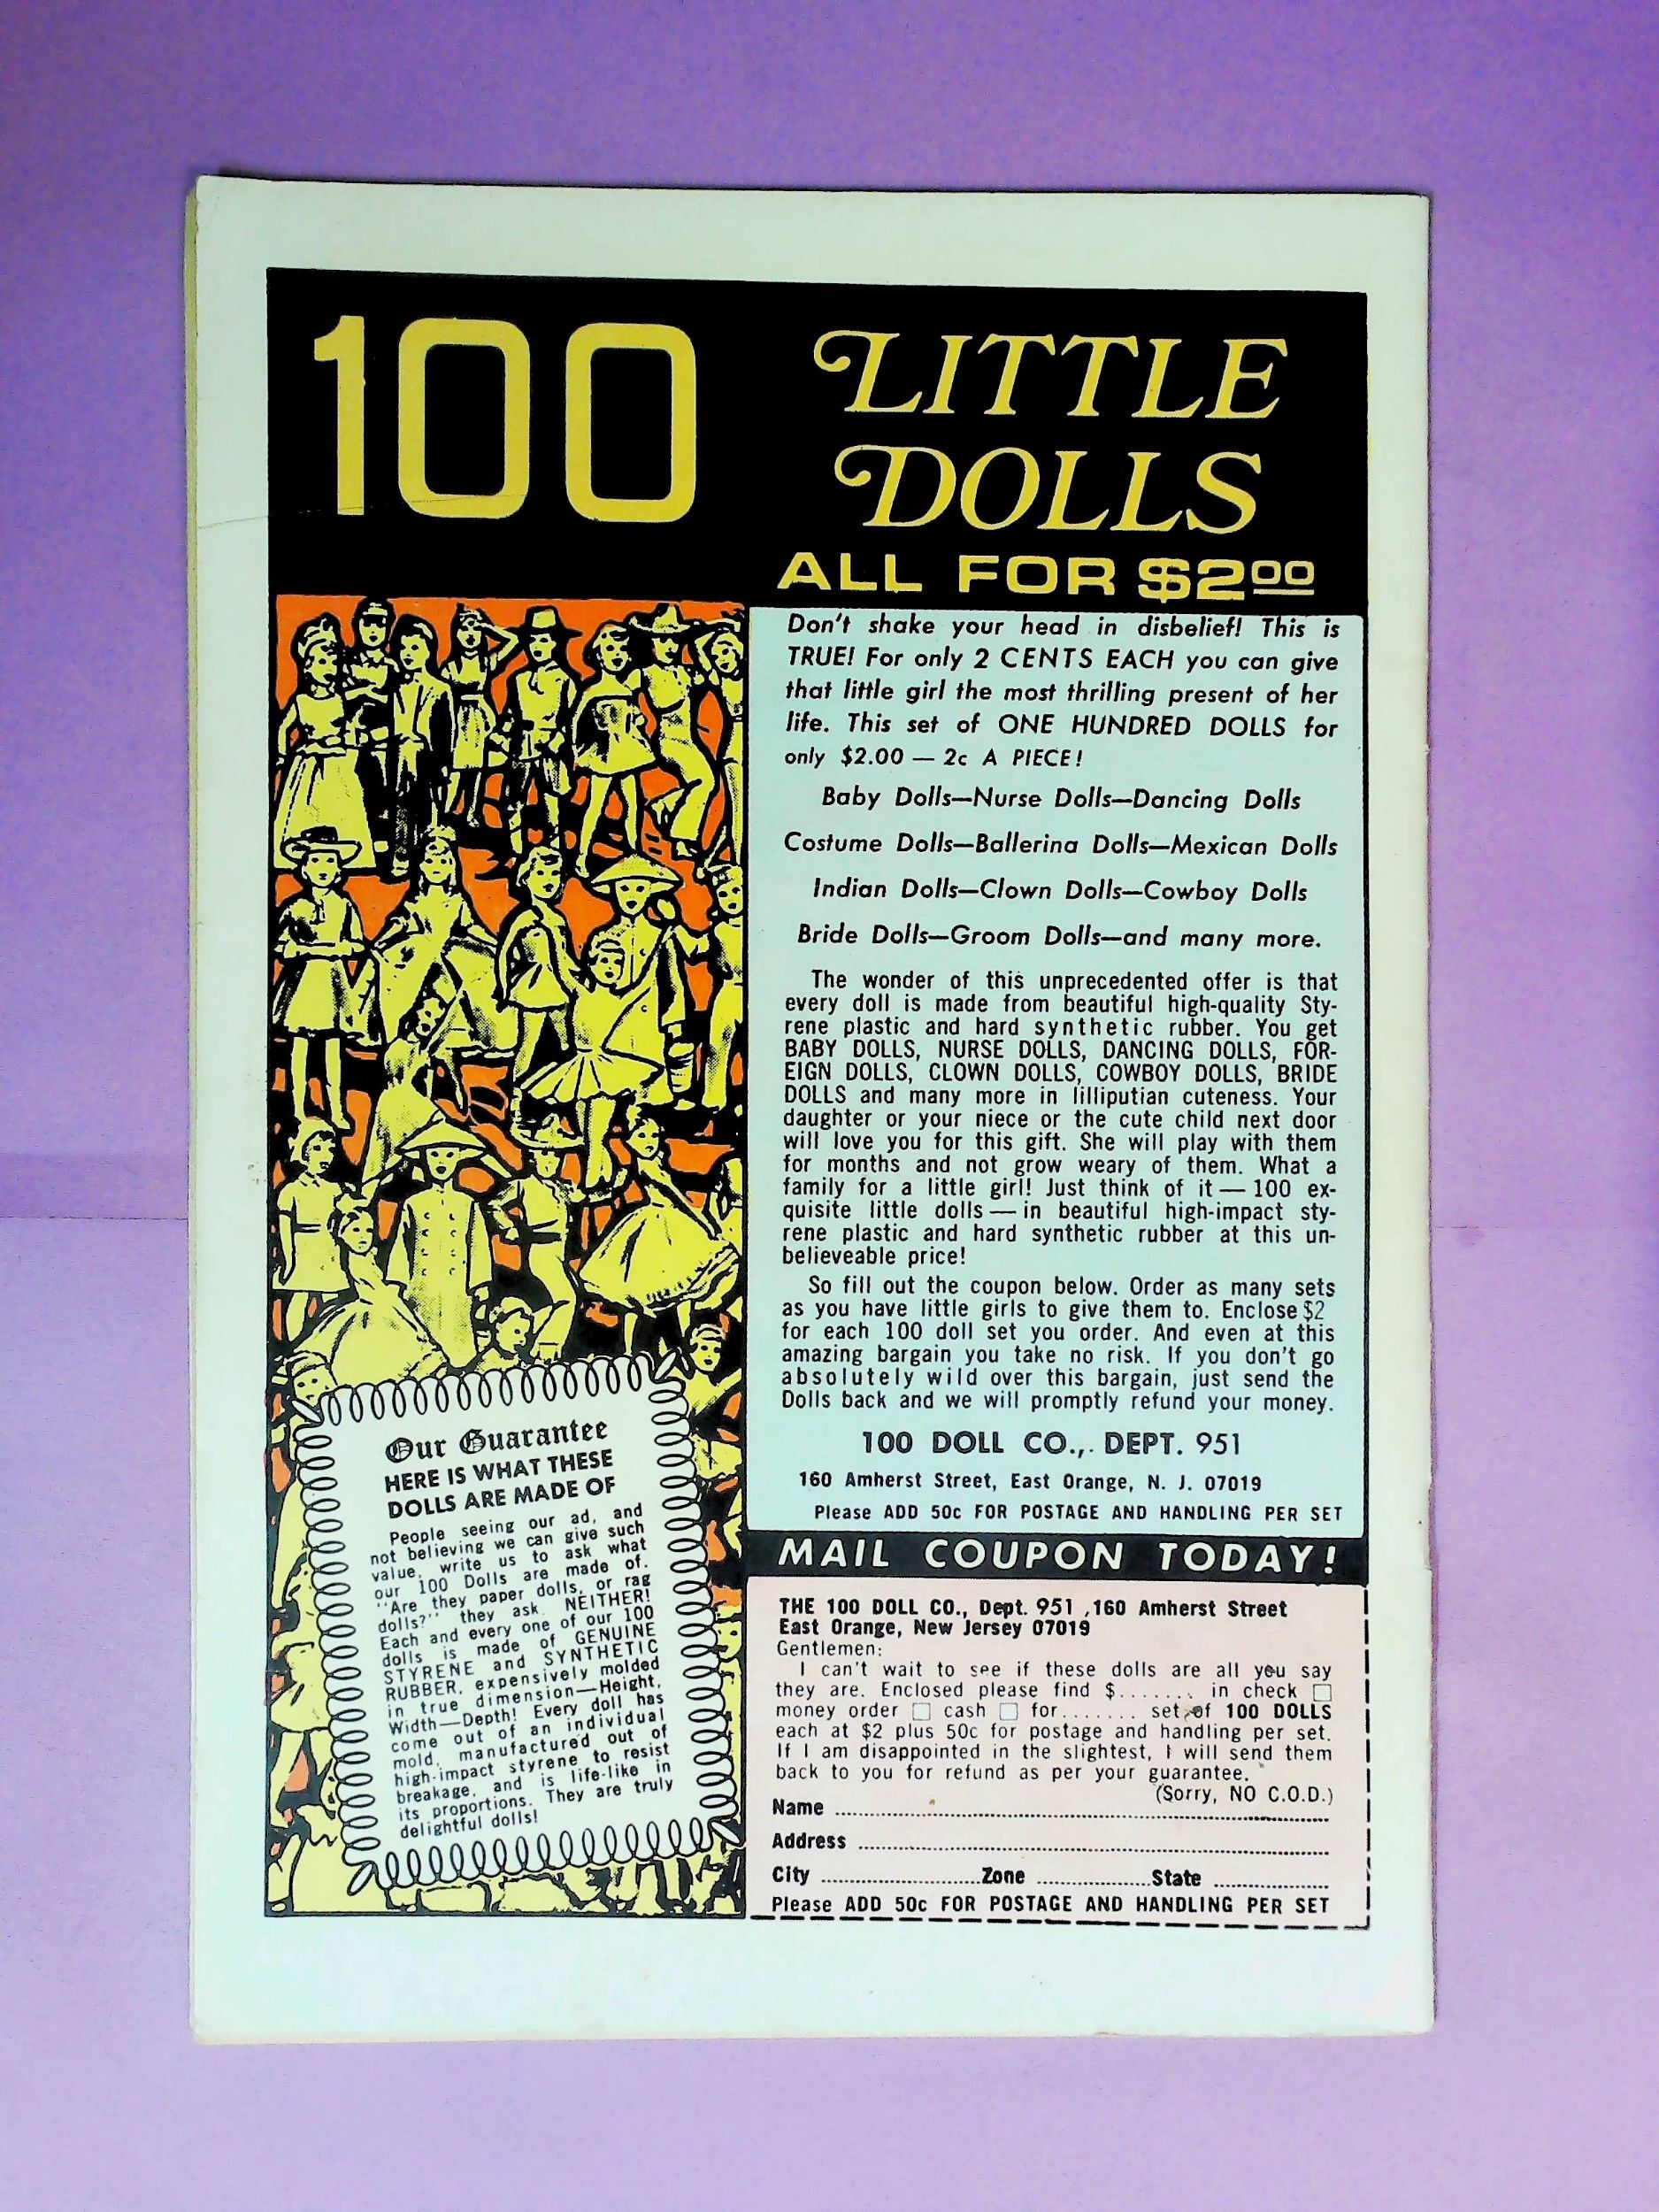 100
LITTLE
DOLLS
ALL FOR $200
Don't shake your head in disbelief! This is
TRUE! For only 2 CENTS EACH you can give
that little girl the most thrilling present of her
life. This set of ONE HUNDRED DOLLS for
only $2.00 — 2c A PIECE!
Baby Dolls—Nurse Dolls—Dancing Dolls
Costume Dolls—Ballerina Dolls—Mexican Dolls
Indian Dolls—Clown Dolls—Cowboy Dolls
Bride Dolls—Groom Dolls—and many more.
The wonder of this unprecedented offer is that
every doll is made from beautiful high-quality Sty-
rene plastic and hard synthetic rubber. You get
BABY DOLLS, NURSE DOLLS, DANCING DOLLS, FOR-
EIGN DOLLS, CLOWN DOLLS, COWBOY DOLLS, BRIDE
DOLLS and many more in lilliputian cuteness. Your
daughter or your niece or the cute child next door
will love you for this gift. She will play with them
for months and not grow weary of them. What a
family for a little girl! Just think of it — 100 ex-
quisite little dolls — in beautiful high-impact sty-
rene plastic and hard synthetic rubber at this un-
believeable price!
So fill out the coupon below. Order as many sets
as you have little girls to give them to. Enclose $2
for each 100 doll set you order. And even at this
amazing bargain you take no risk. If you don't go
absolutely wild over this bargain, just send the
Dolls back and we will promptly refund your money.
100 DOLL CO.,. DEPT. 951
160 Amherst Street, East Orange, N. J. 07019
Please ADD 50c FOR POSTAGE AND HANDLING PER SET
Our Guarantee
HERE IS WHAT THESE
DOLLS ARE MADE OF
People seeing our ad, and
not believing we can give such
value, write us to ask what
our 100 Dolls are made of.
"Are they paper dolls, or rag
dolls?" they ask. NEITHER!
Each and every one of our 100
dolls is made of GENUINE
STYRENE and SYNTHETIC
RUBBER, expensively molded
in true dimension—Height,
Width—Depth! Every doll has
come out of an individual
mold, manufactured out of
high-impact styrene to resist
breakage, and is life-like in
its proportions. They are truly
delightful dolls!
MAIL COUPON TODAY!
THE 100 DOLL CO., Dept. 951 ,160 Amherst Street
East Orange, New Jersey 07019
Gentlemen:
I can't wait to see if these dolls are all you say
they are. Enclosed please find $........ in check □
money order □ cash □ for....... set of 100 DOLLS
each at $2 plus 50c for postage and handling per set.
If I am disappointed in the slightest, I will send them
back to you for refund as per your guarantee.
(Sorry, NO C.O.D.)
Name ........................................
Address ........................................
City ....................Zone ...............State ...............
Please ADD 50c FOR POSTAGE AND HANDLING PER SET